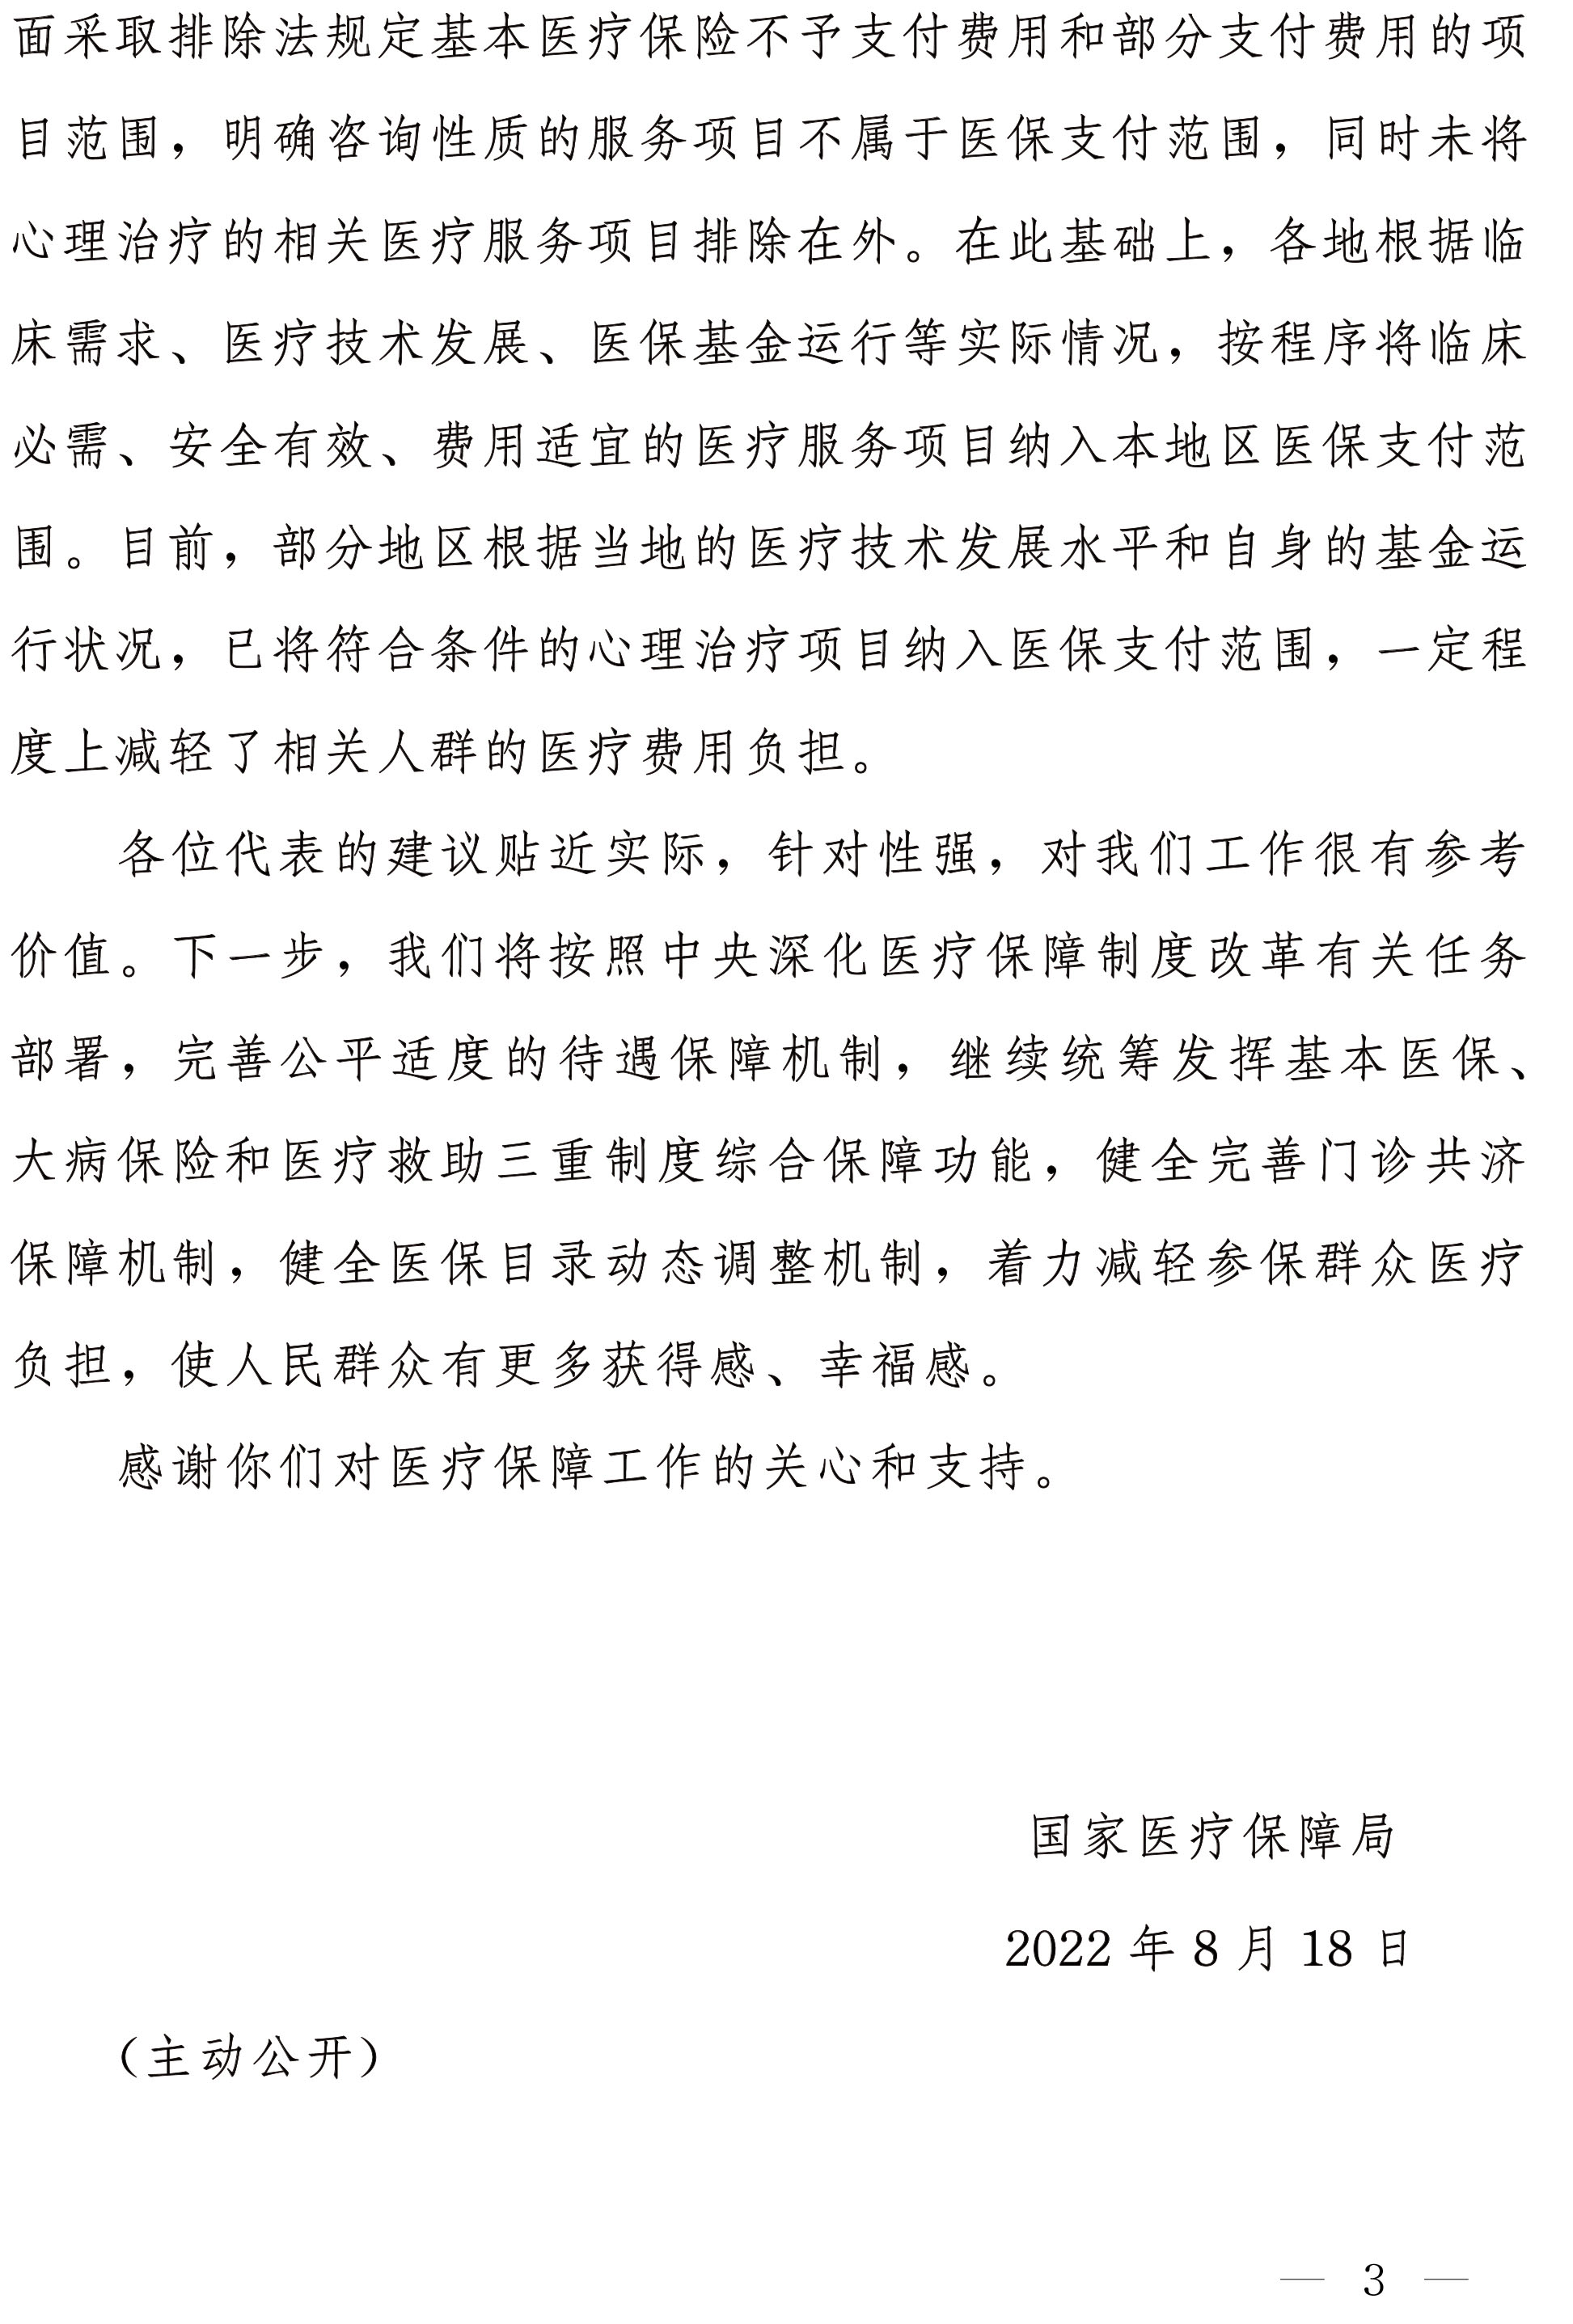 面采取排除法规定基本医疗保险不予支付费用和部分支付费用的项
目范围，明确咨询性质的服务项目不属于医保支付范围，同时未将
心理治疗的相关医疗服务项目排除在外。在此基础上，各地根据临
床需求、医疗技术发展、医保基金运行等实际情况，按程序将临床
必需、安全有效、费用适宜的医疗服务项目纳入本地区医保支付范
围。目前，部分地区根据当地的医疗技术发展水平和自身的基金运
行状况，已将符合条件的心理治疗项目纳入医保支付范围，一定程
度上减轻了相关人群的医疗费用负担。
各位代表的建议贴近实际，针对性强，对我们工作很有参考
价值。下一步，我们将按照中央深化医疗保障制度改革有关任务
部署，完善公平适度的待遇保障机制，继续统筹发挥基本医保、
大病保险和医疗救助三重制度综合保障功能，健全完善门诊共济
保障机制，健全医保目录动态调整机制，着力减轻参保群众医疗
负担，使人民群众有更多获得感、幸福感。
感谢你们对医疗保障工作的关心和支持。
国家医疗保障局
2022 年 8 月 18 日
（主动公开）
— 3 —